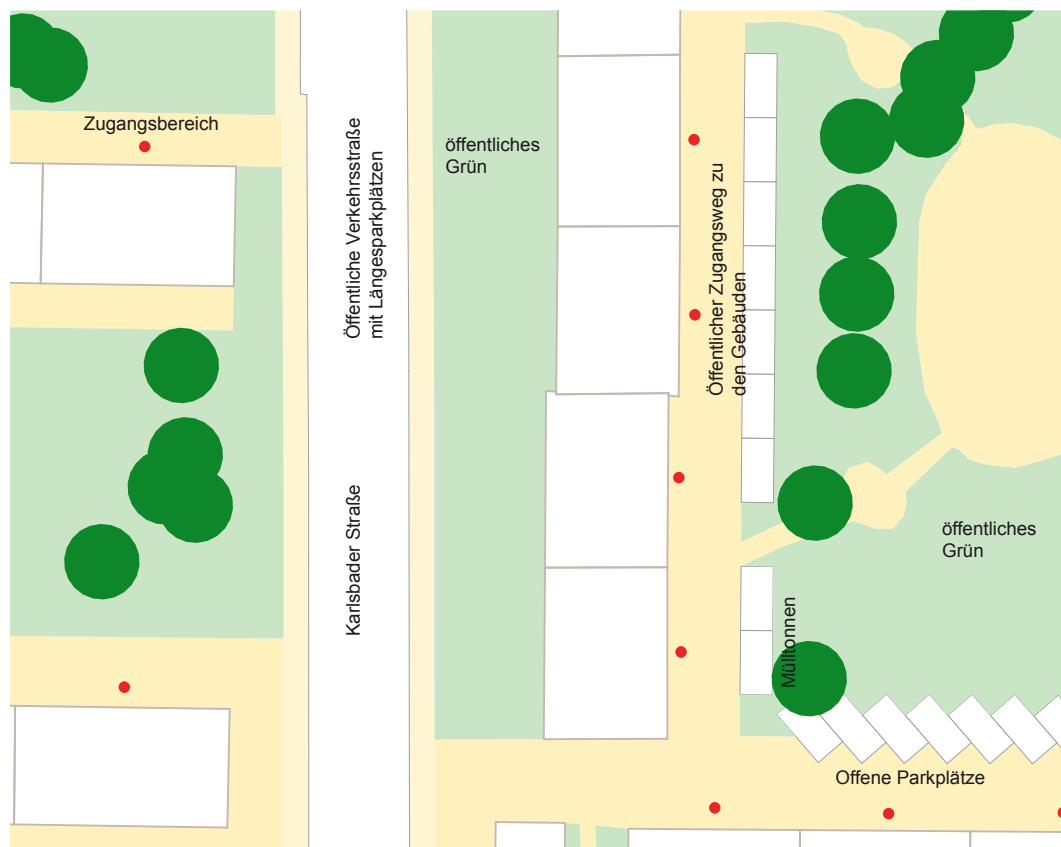 Zugangsbereich
öffentliches
Grün
Öffentliche Verkehrsstraße
mit Längesparkplätzen
Öffentlicher Zugangsweg zu
den Gebäuden
Karlsbader Straße
öffentliches
Grün
Mülltonnen
Offene Parkplätze